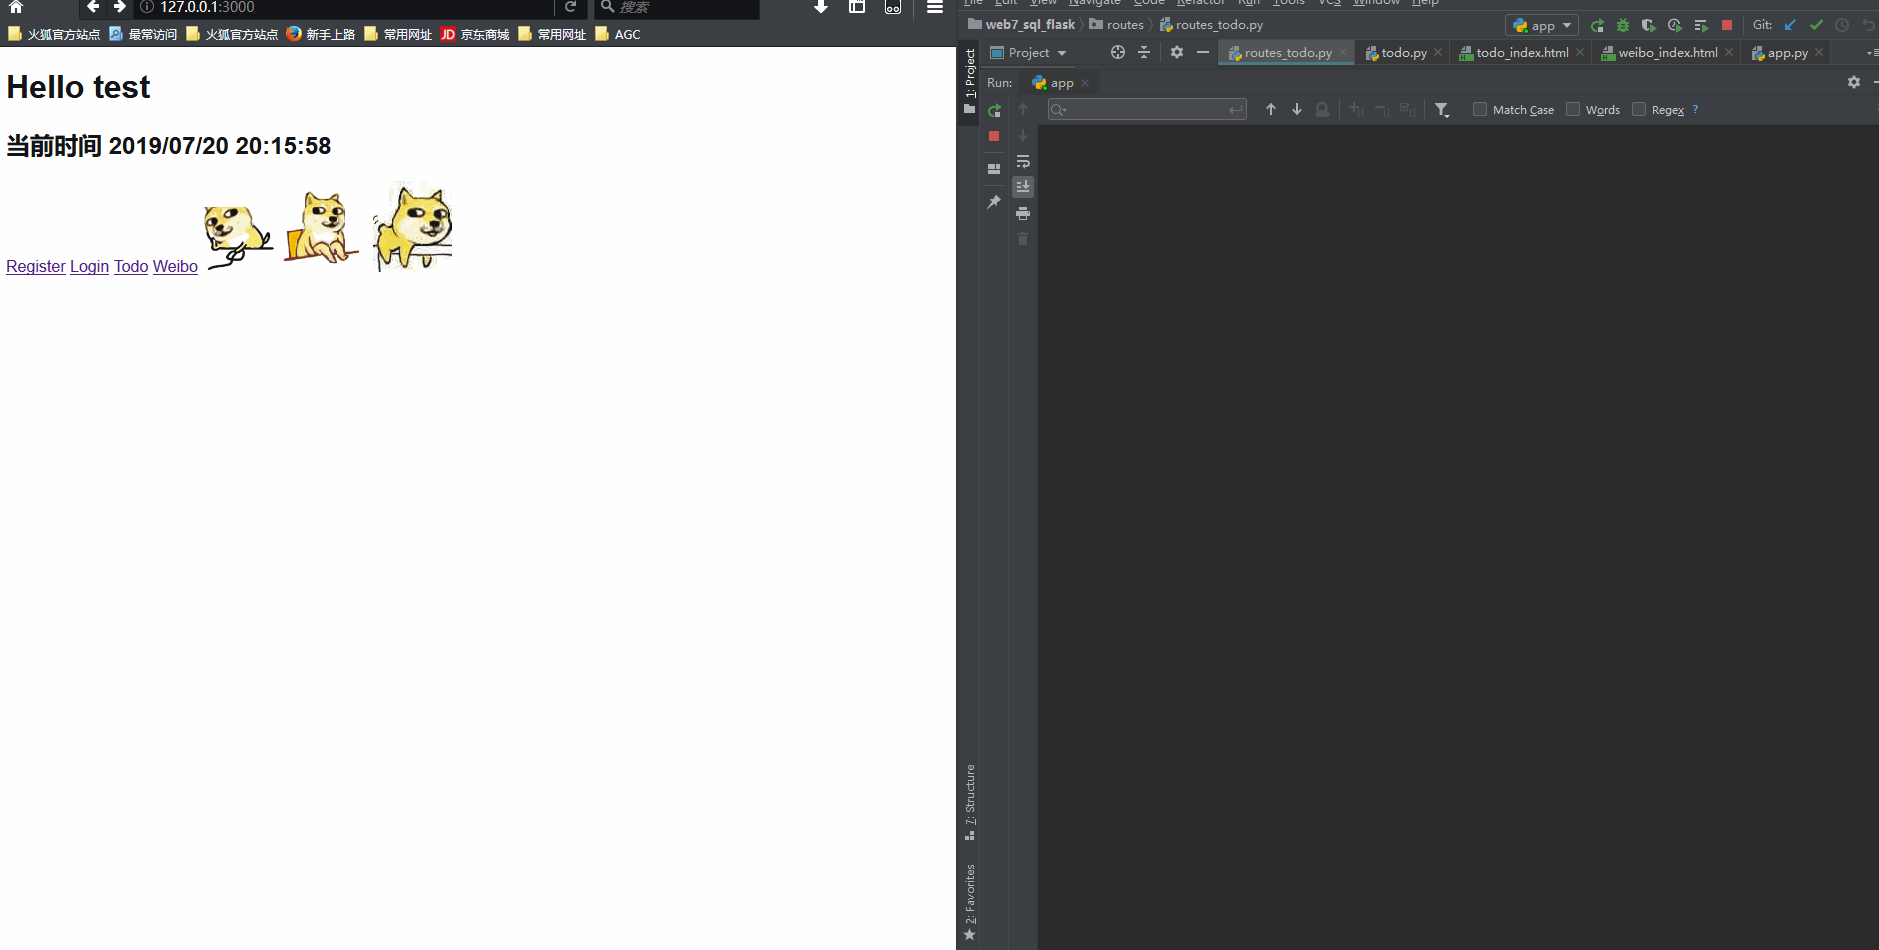 127.0.0.1:3000
搜索
火狐官方站点 最常访问 火狐官方站点 新手上路 常用网址 JD 京东商城 常用网址 AGC
Hello test
当前时间 2019/07/20 20:15:58
Register Login Todo Weibo
File Edit View Navigate Code Refactor Run Tools VCS Window Help
web7_sql_flask routes routes_todo.py app Git:
Project routes_todo.py todo.py todo_index.html weibo_index.html app.py
Run: app
Match Case Words Regex ?
1: Project
7: Structure
2: Favorites